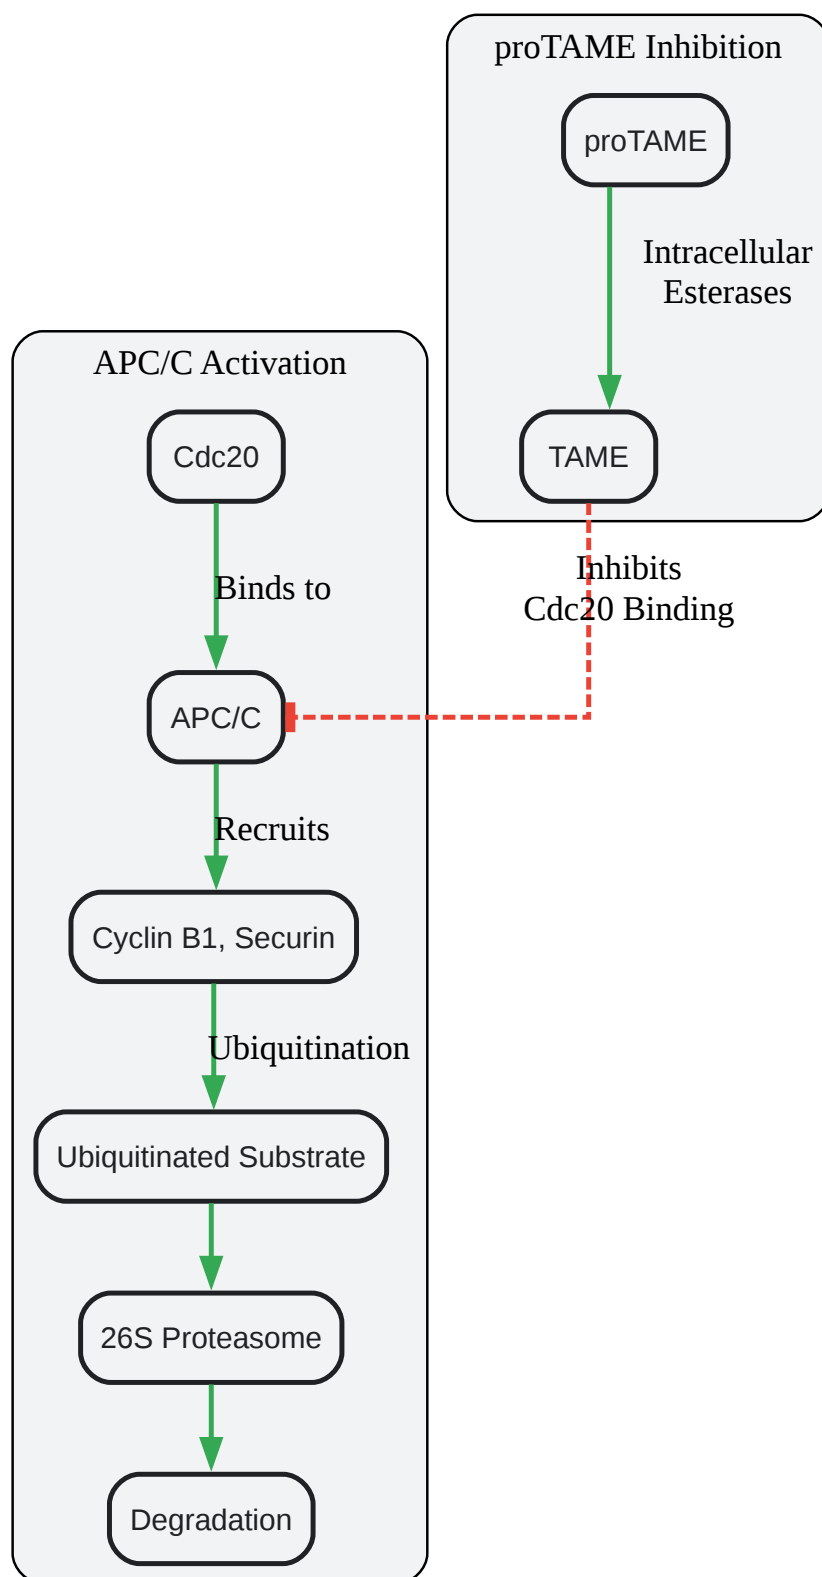 proTAME Inhibition
proTAME
Intracellular
Esterases
TAME
Inhibits
Cdc20 Binding
APC/C Activation
Cdc20
Binds to
APC/C
Recruits
Cyclin B1, Securin
Ubiquitination
Ubiquitinated Substrate
26S Proteasome
Degradation